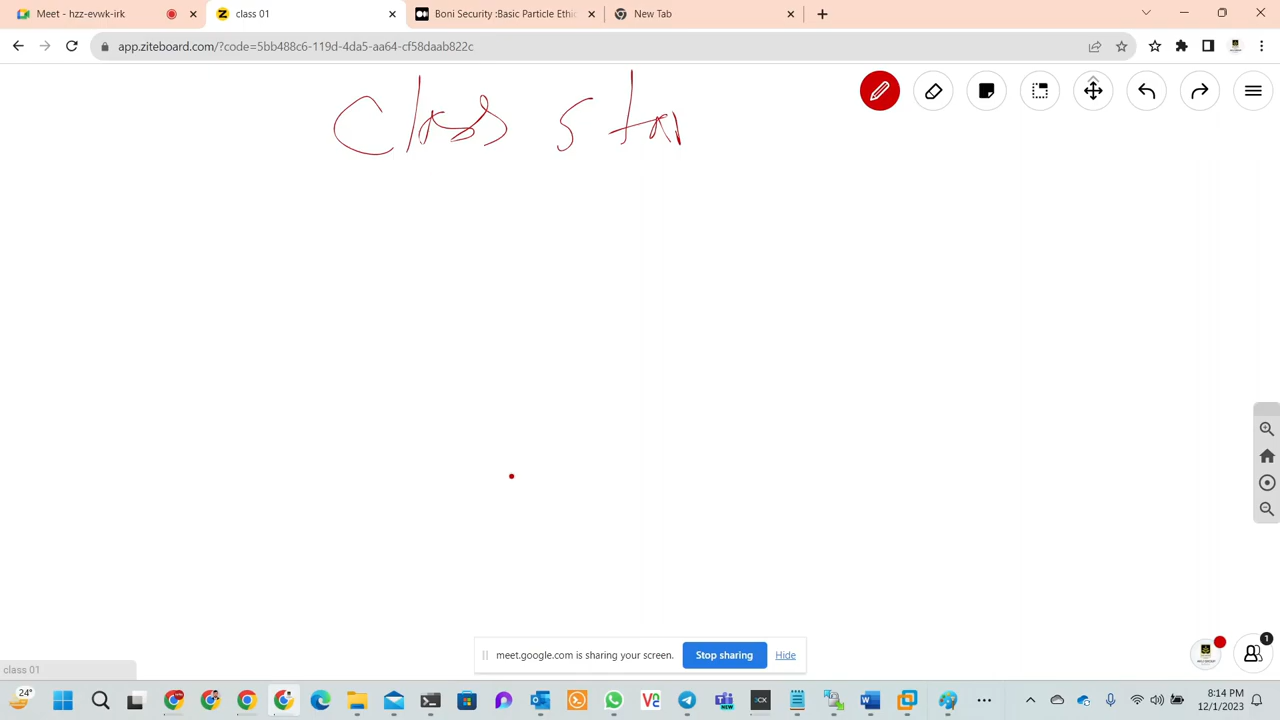 Meet - hzz-evwk-irk
class 01
Boni Security :Basic Particle Ethic
New Tab
app.ziteboard.com/?code=5bb488c6-119d-4da5-aa64-cf58daab822c
Class star
meet.google.com is sharing your screen.
Stop sharing
Hide
1
class 01
24°
8:14 PM
12/1/2023